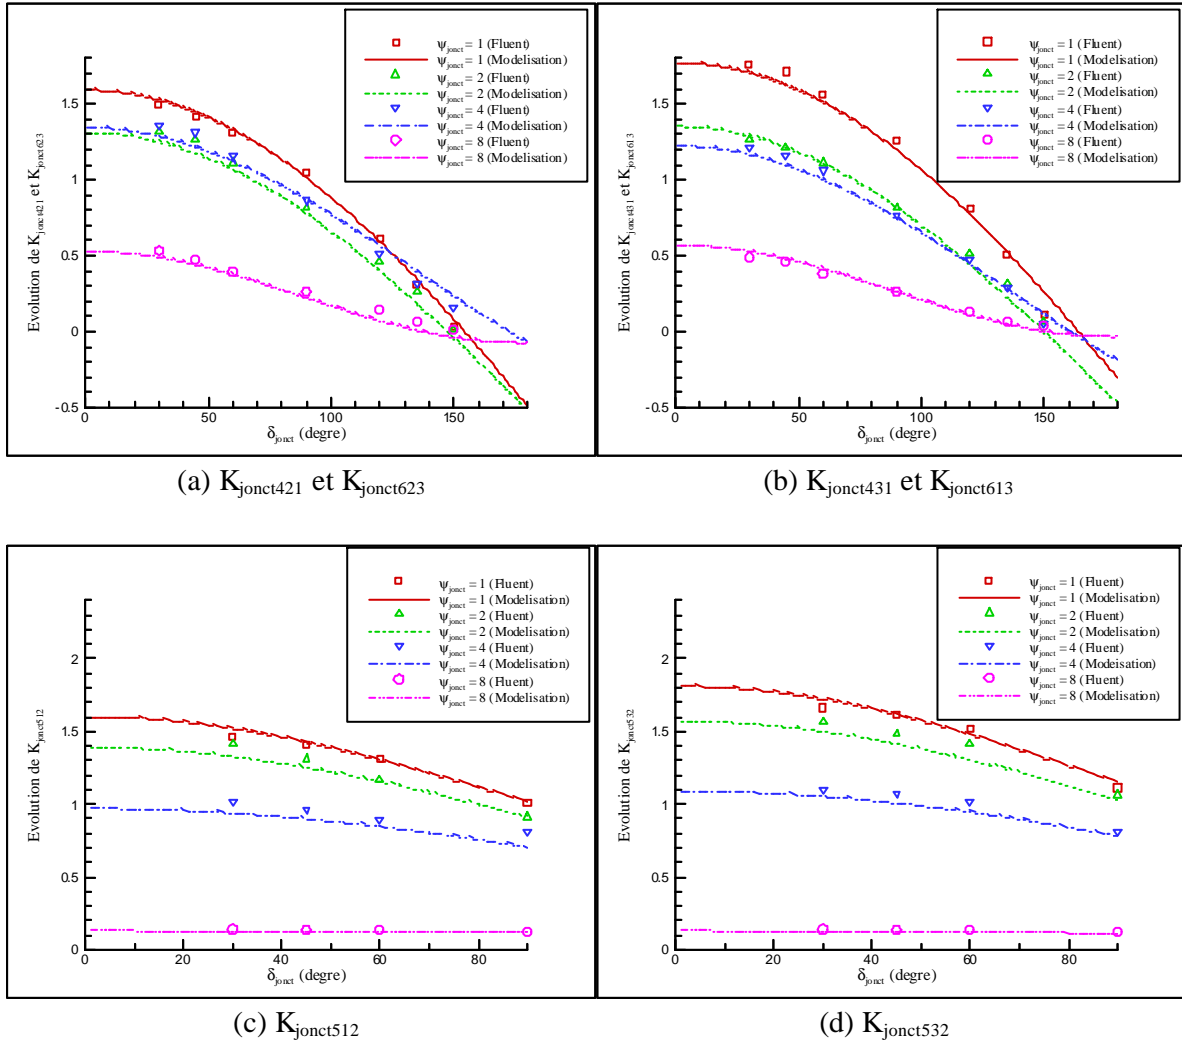 ψjonct = 1 (Fluent)
ψjonct = 1 (Modelisation)
ψjonct = 2 (Fluent)
ψjonct = 2 (Modelisation)
ψjonct = 4 (Fluent)
ψjonct = 4 (Modelisation)
ψjonct = 8 (Fluent)
ψjonct = 8 (Modelisation)
Evolution de Kjonct421 et Kjonct623
1.5
1
0.5
0
-0.5
0 50 100 150
δjonct (degre)
(a) Kjonct421 et Kjonct623
ψjonct = 1 (Fluent)
ψjonct = 1 (Modelisation)
ψjonct = 2 (Fluent)
ψjonct = 2 (Modelisation)
ψjonct = 4 (Fluent)
ψjonct = 4 (Modelisation)
ψjonct = 8 (Fluent)
ψjonct = 8 (Modelisation)
Evolution de Kjonct431 et Kjonct613
1.5
1
0.5
0
-0.5
0 50 100 150
δjonct (degre)
(b) Kjonct431 et Kjonct613
ψjonct = 1 (Fluent)
ψjonct = 1 (Modelisation)
ψjonct = 2 (Fluent)
ψjonct = 2 (Modelisation)
ψjonct = 4 (Fluent)
ψjonct = 4 (Modelisation)
ψjonct = 8 (Fluent)
ψjonct = 8 (Modelisation)
Evolution de Kjonct512
2
1.5
1
0.5
0
0 20 40 60 80
δjonct (degre)
(c) Kjonct512
ψjonct = 1 (Fluent)
ψjonct = 1 (Modelisation)
ψjonct = 2 (Fluent)
ψjonct = 2 (Modelisation)
ψjonct = 4 (Fluent)
ψjonct = 4 (Modeisation)
ψjonct = 8 (Fluent)
ψjonct = 8 (Modelisation)
Evolution de Kjonct532
2
1.5
1
0.5
0
0 20 40 60 80
δjonct (degre)
(d) Kjonct532